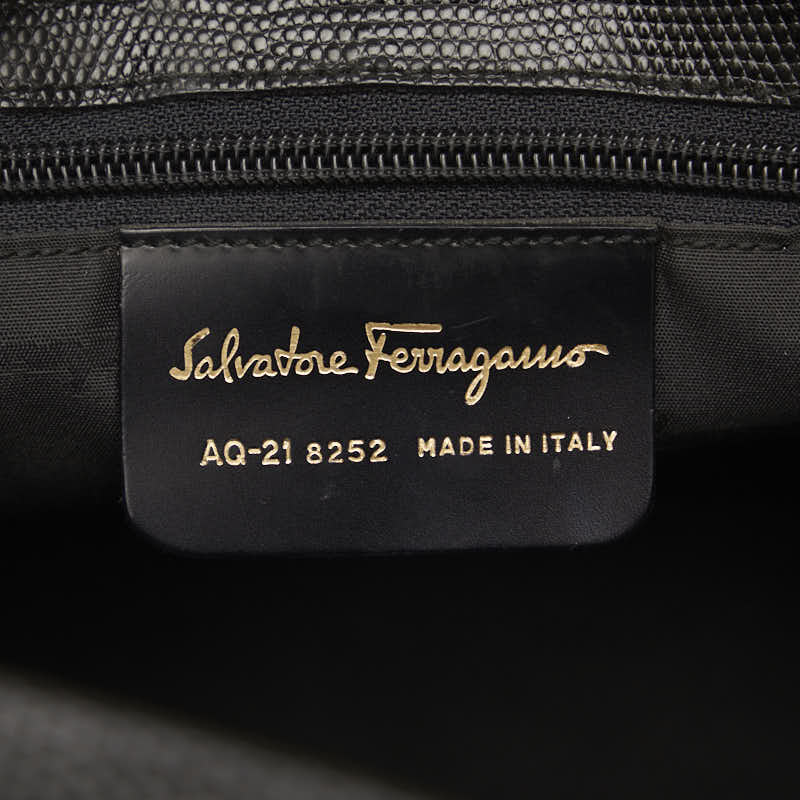 Salvatore Ferragamo
AQ-21 8252 MADE IN ITALY